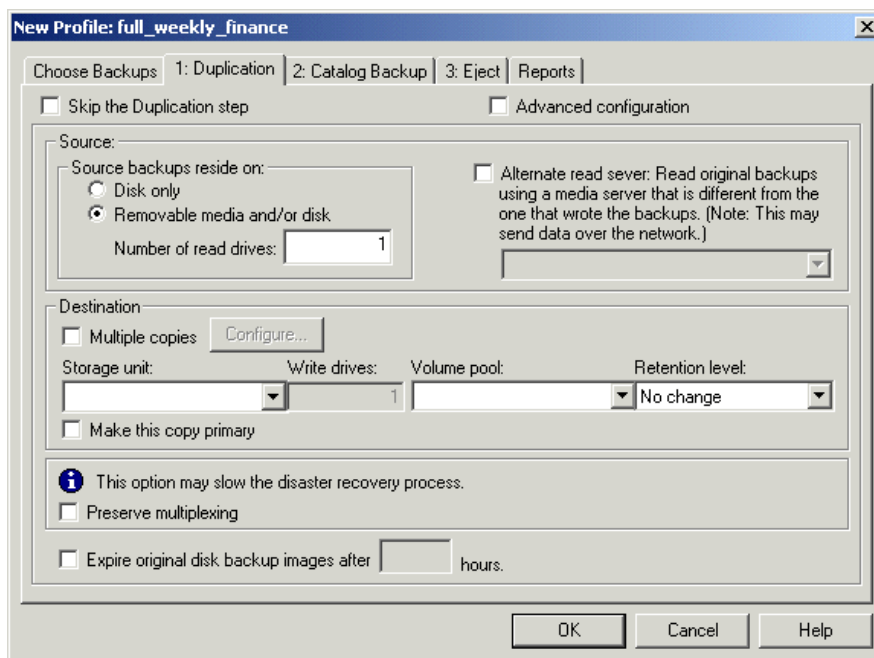 New Profile: full_weekly_finance
Choose Backups 1: Duplication 2: Catalog Backup 3: Eject Reports
Skip the Duplication step Advanced configuration
Source:
Source backups reside on:
Disk only
Removable media and/or disk
Number of read drives: 1
Alternate read sever: Read original backups
using a media server that is different from the
one that wrote the backups. (Note: This may
send data over the network.)
Destination
Multiple copies Configure...
Storage unit: Write drives: Volume pool: Retention level:
1 No change
Make this copy primary
This option may slow the disaster recovery process.
Preserve multiplexing
Expire original disk backup images after hours.
OK Cancel Help